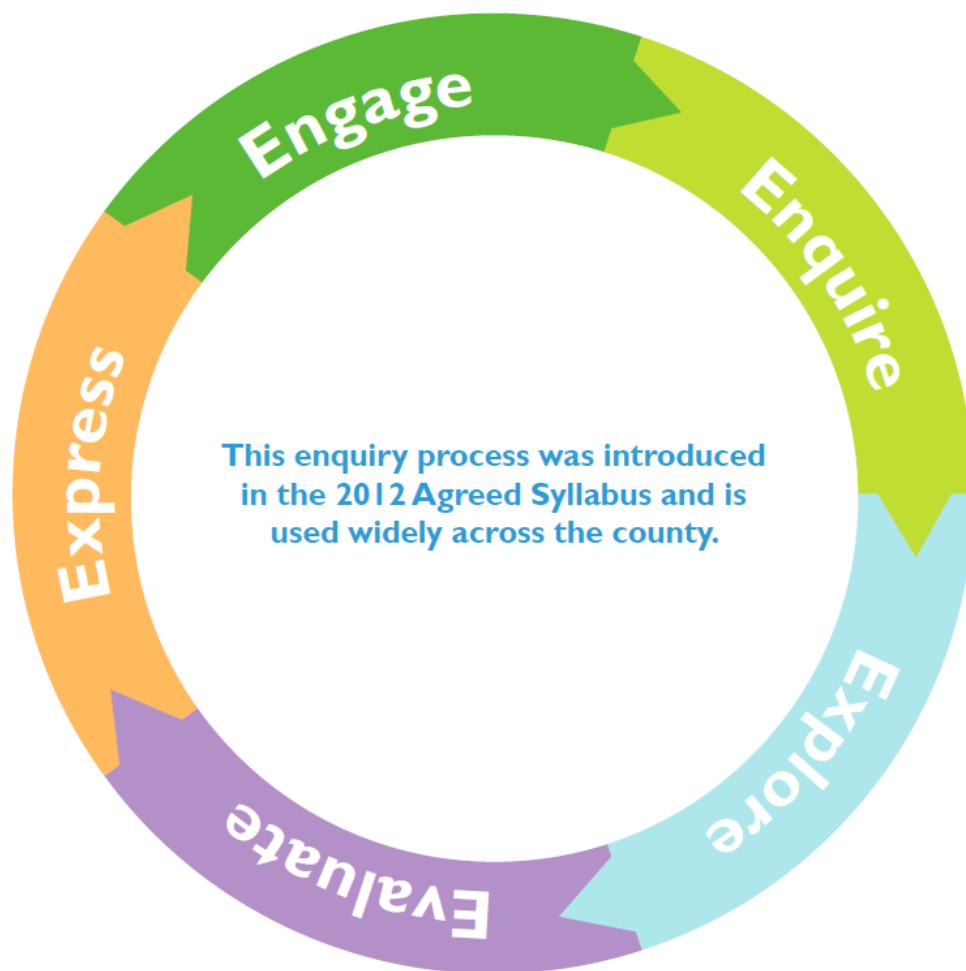 Engage
Enquire
Explore
Evaluate
Express
This enquiry process was introduced
in the 2012 Agreed Syllabus and is
used widely across the county.